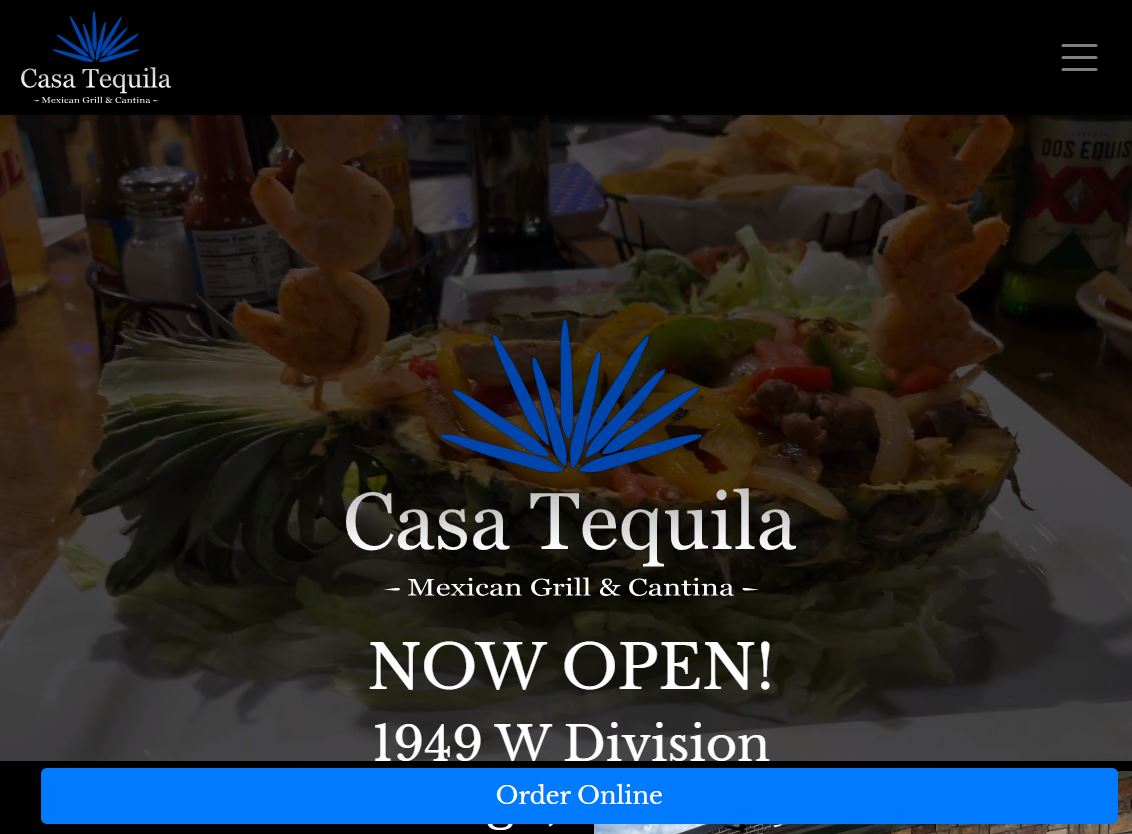 Casa Tequila
- Mexican Grill & Cantina -
DOS EQUIS
Casa Tequila
- Mexican Grill & Cantina -
NOW OPEN!
1949 W Division
Order Online